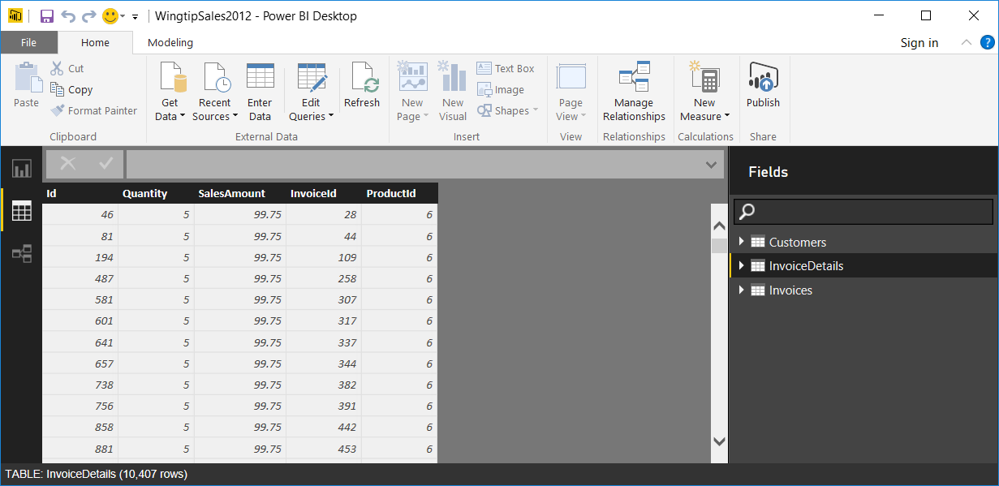 WingtipSales2012 - Power BI Desktop
File Home Modeling Sign in ?
Paste
Cut
Copy
Format Painter
Clipboard
Get Data
Recent Sources
Enter Data
Edit Queries
Refresh
External Data
New Page
New Visual
Text Box
Image
Shapes
Insert
Page View
View
Manage Relationships
Relationships
New Measure
Calculations
Publish
Share
Id Quantity SalesAmount InvoiceId ProductId
46 5 99.75 28 6
81 5 99.75 44 6
194 5 99.75 109 6
487 5 99.75 258 6
581 5 99.75 307 6
601 5 99.75 317 6
641 5 99.75 337 6
657 5 99.75 344 6
738 5 99.75 382 6
756 5 99.75 391 6
858 5 99.75 442 6
881 5 99.75 453 6
Fields
Customers
InvoiceDetails
Invoices
TABLE: InvoiceDetails (10,407 rows)